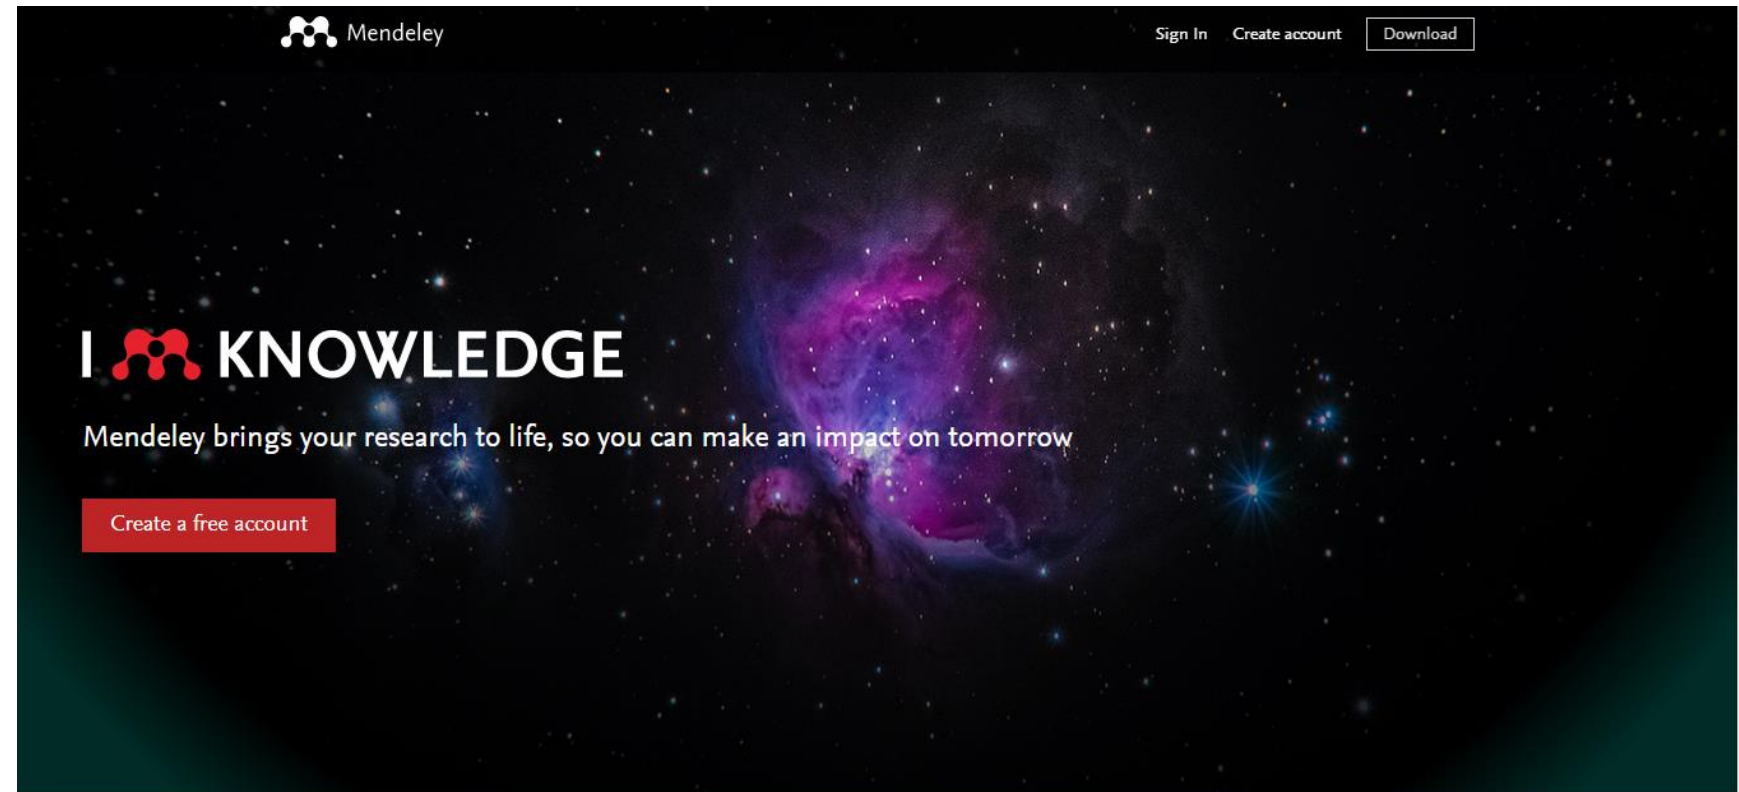 Mendeley
Sign In Create account Download
I KNOWLEDGE
Mendeley brings your research to life, so you can make an impact on tomorrow
Create a free account